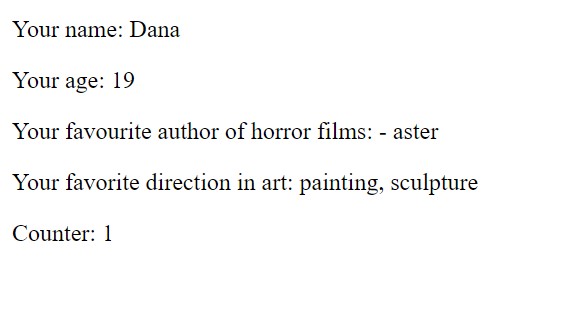 Your name: Dana
Your age: 19
Your favourite author of horror films: - aster
Your favorite direction in art: painting, sculpture
Counter: 1